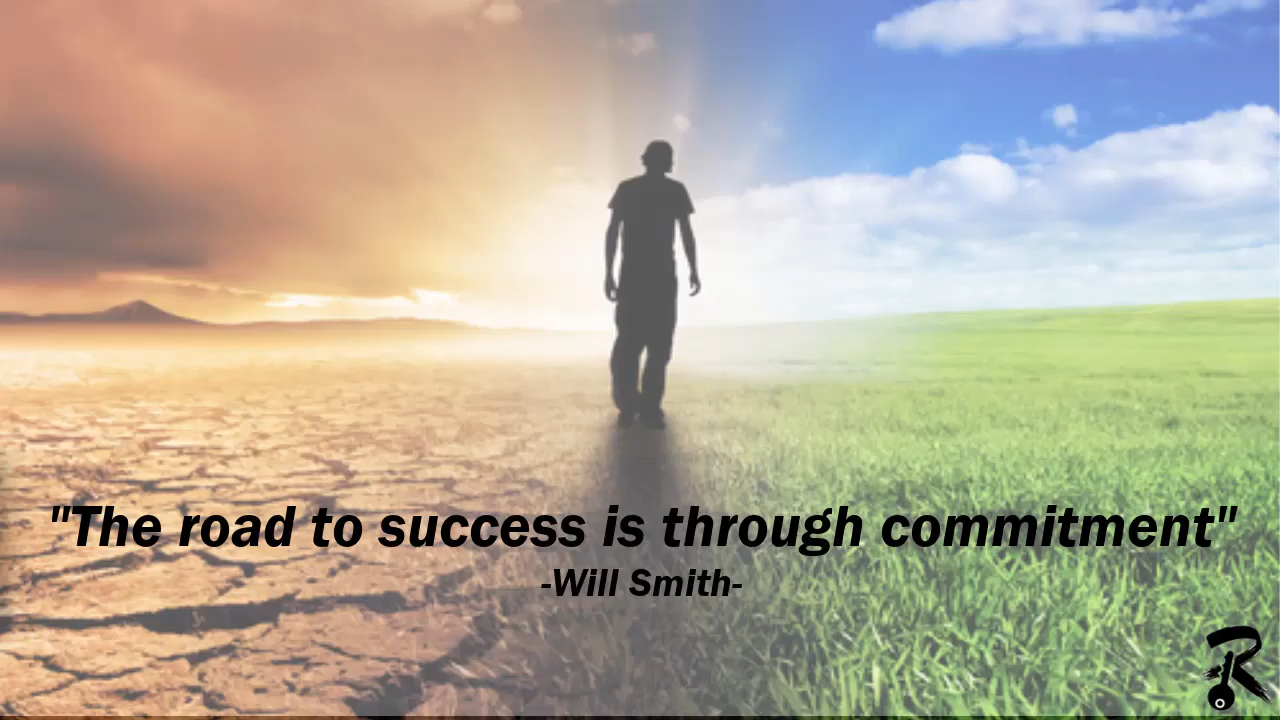 "The road to success is through commitment"
-Will Smith-